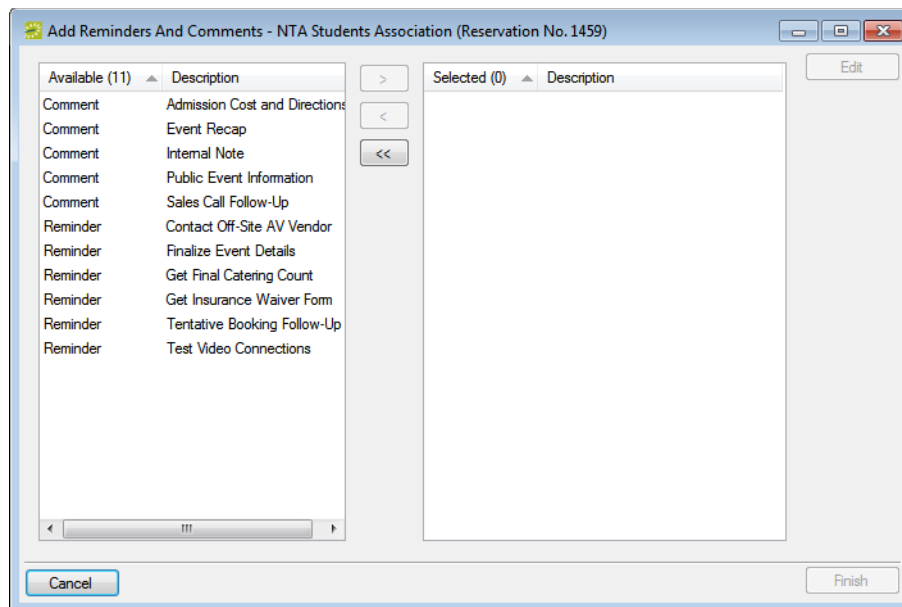 Add Reminders And Comments - NTA Students Association (Reservation No. 1459)
Available (11) Description
Comment Admission Cost and Directions
Comment Event Recap
Comment Internal Note
Comment Public Event Information
Comment Sales Call Follow-Up
Reminder Contact Off-Site AV Vendor
Reminder Finalize Event Details
Reminder Get Final Catering Count
Reminder Get Insurance Waiver Form
Reminder Tentative Booking Follow-Up
Reminder Test Video Connections
>
<
<<
Selected (0) Description
Edit
Cancel
Finish